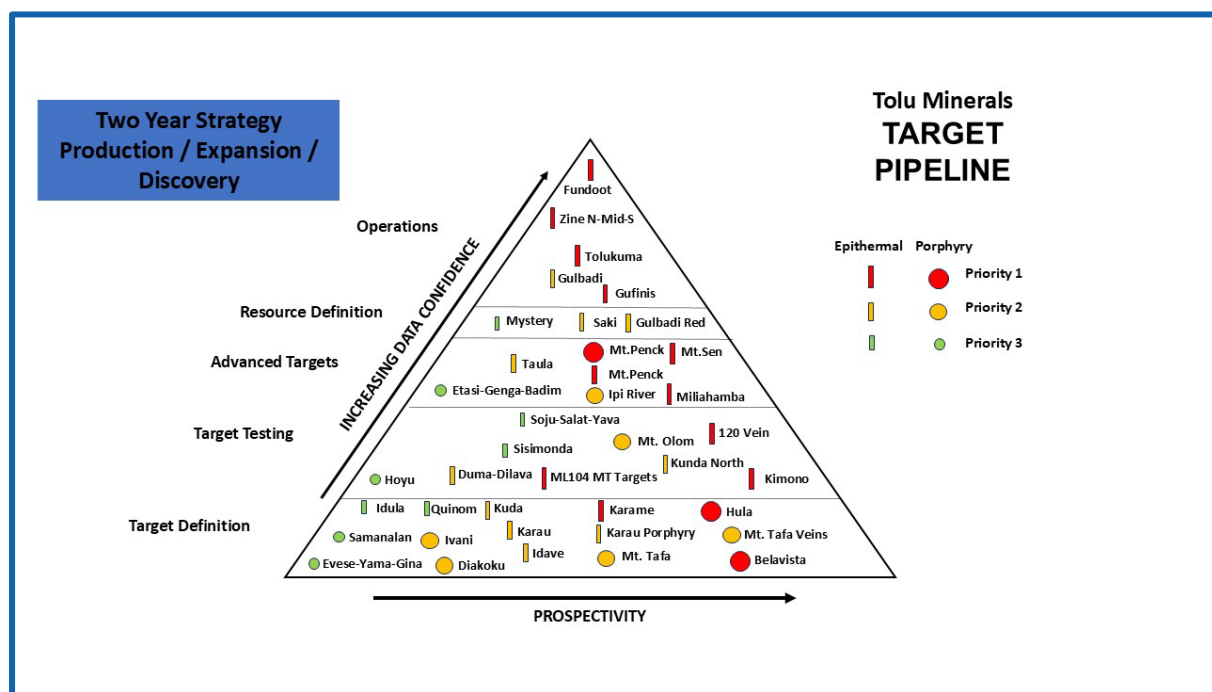 Two Year Strategy
Production / Expansion /
Discovery
Tolu Minerals
TARGET
PIPELINE
Epithermal Porphyry
Priority 1
Priority 2
Priority 3
INCREASING DATA CONFIDENCE
Operations
Fundoot
Zine N-Mid-S
Tolukuma
Gulbadi
Gufinis
Resource Definition
Mystery Saki Gulbadi Red
Advanced Targets
Mt.Penck Mt.Sen
Taula
Mt.Penck
Etasi-Genga-Badim Ipi River Miliahamba
Target Testing
Soju-Salat-Yava
120 Vein
Sisimonda Mt. Olom
Kunda North
Hoyu Duma-Dilava ML104 MT Targets Kimono
Target Definition
Idula Quinom Kuda Karame Hula
Samanalan Ivani Karau Karau Porphyry Mt. Tafa Veins
Evese-Yama-Gina Diakoku Idave Mt. Tafa Belavista
PROSPECTIVITY